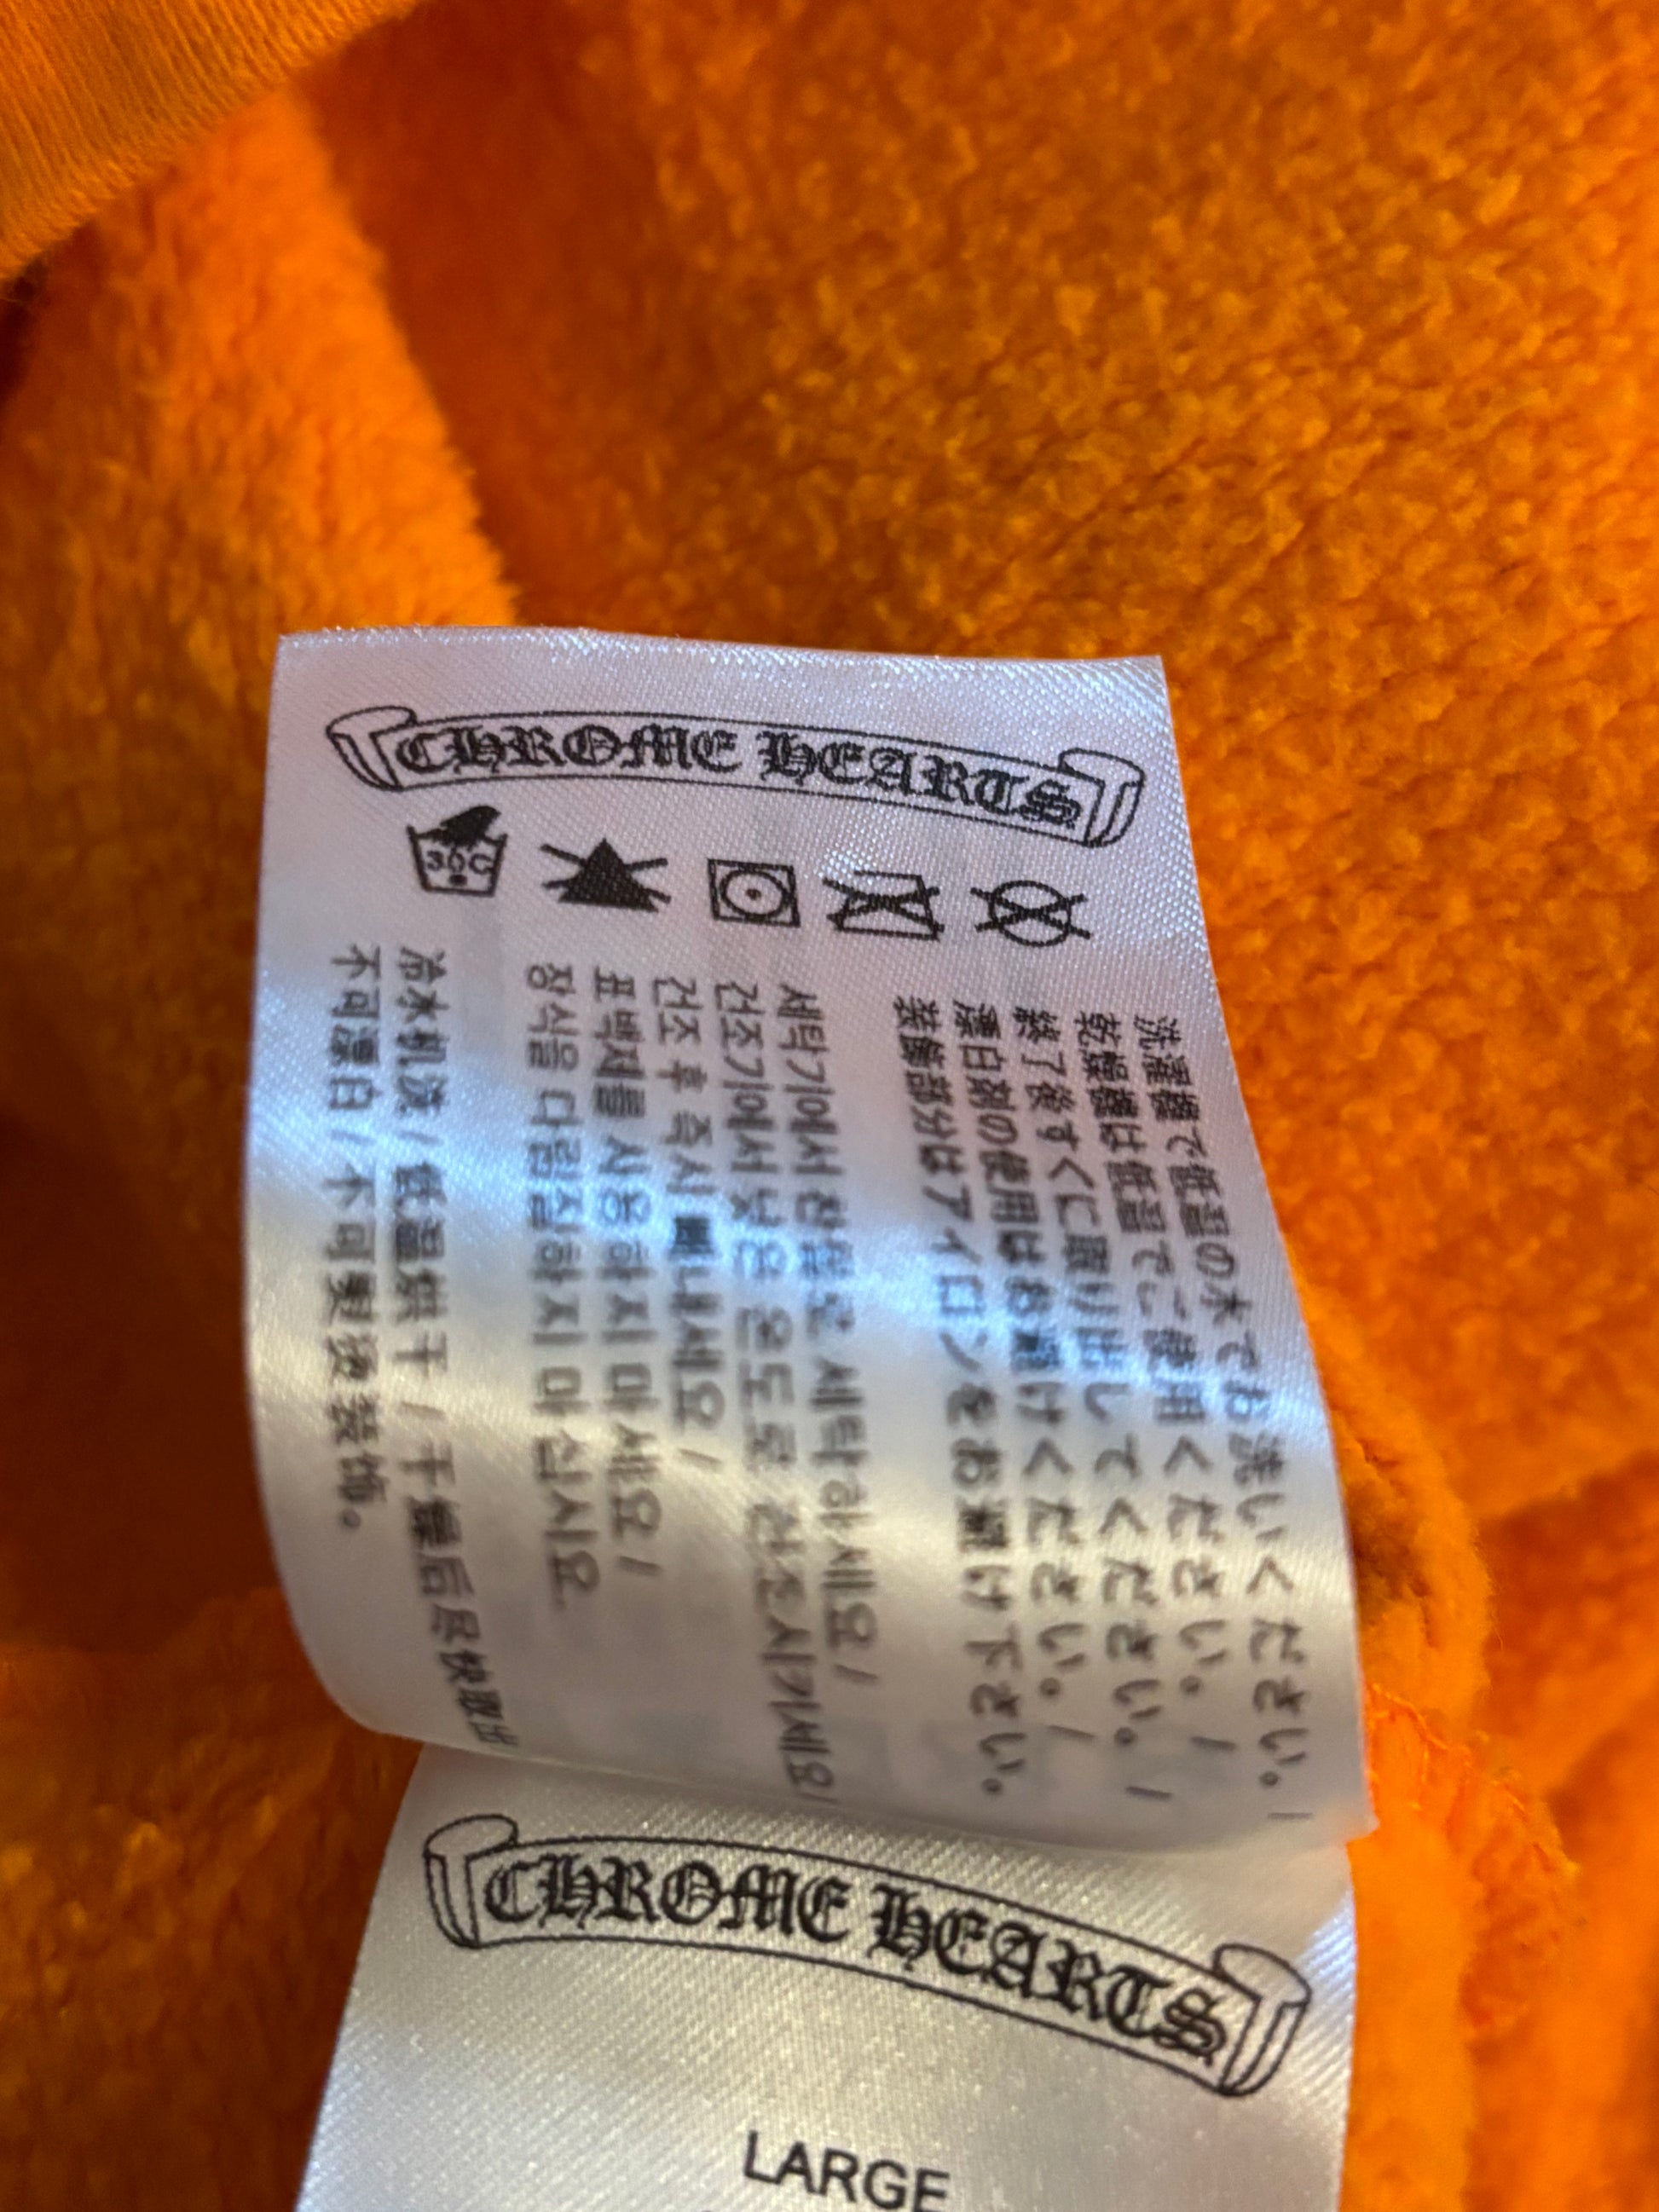 CHROME HEARTS
30C
洗濯機で低温の水でお洗いください。/
乾燥機は低温でご使用ください。/
終了後すぐに取り出してください。/
漂白剤の使用はお避けください。/
装飾部分はアイロンをお避け下さい。
세탁기에서 찬물로 세탁하세요 /
건조기에서 낮은 온도로 건조시키세요/
건조 후 즉시 빼내세요 /
표백제를 사용하지 마세요 /
장식을 다림질하지 마십시요
冷水机洗 / 低温烘干 / 干燥后尽快取出
不可漂白 / 不可熨烫装饰。
CHROME HEARTS
LARGE